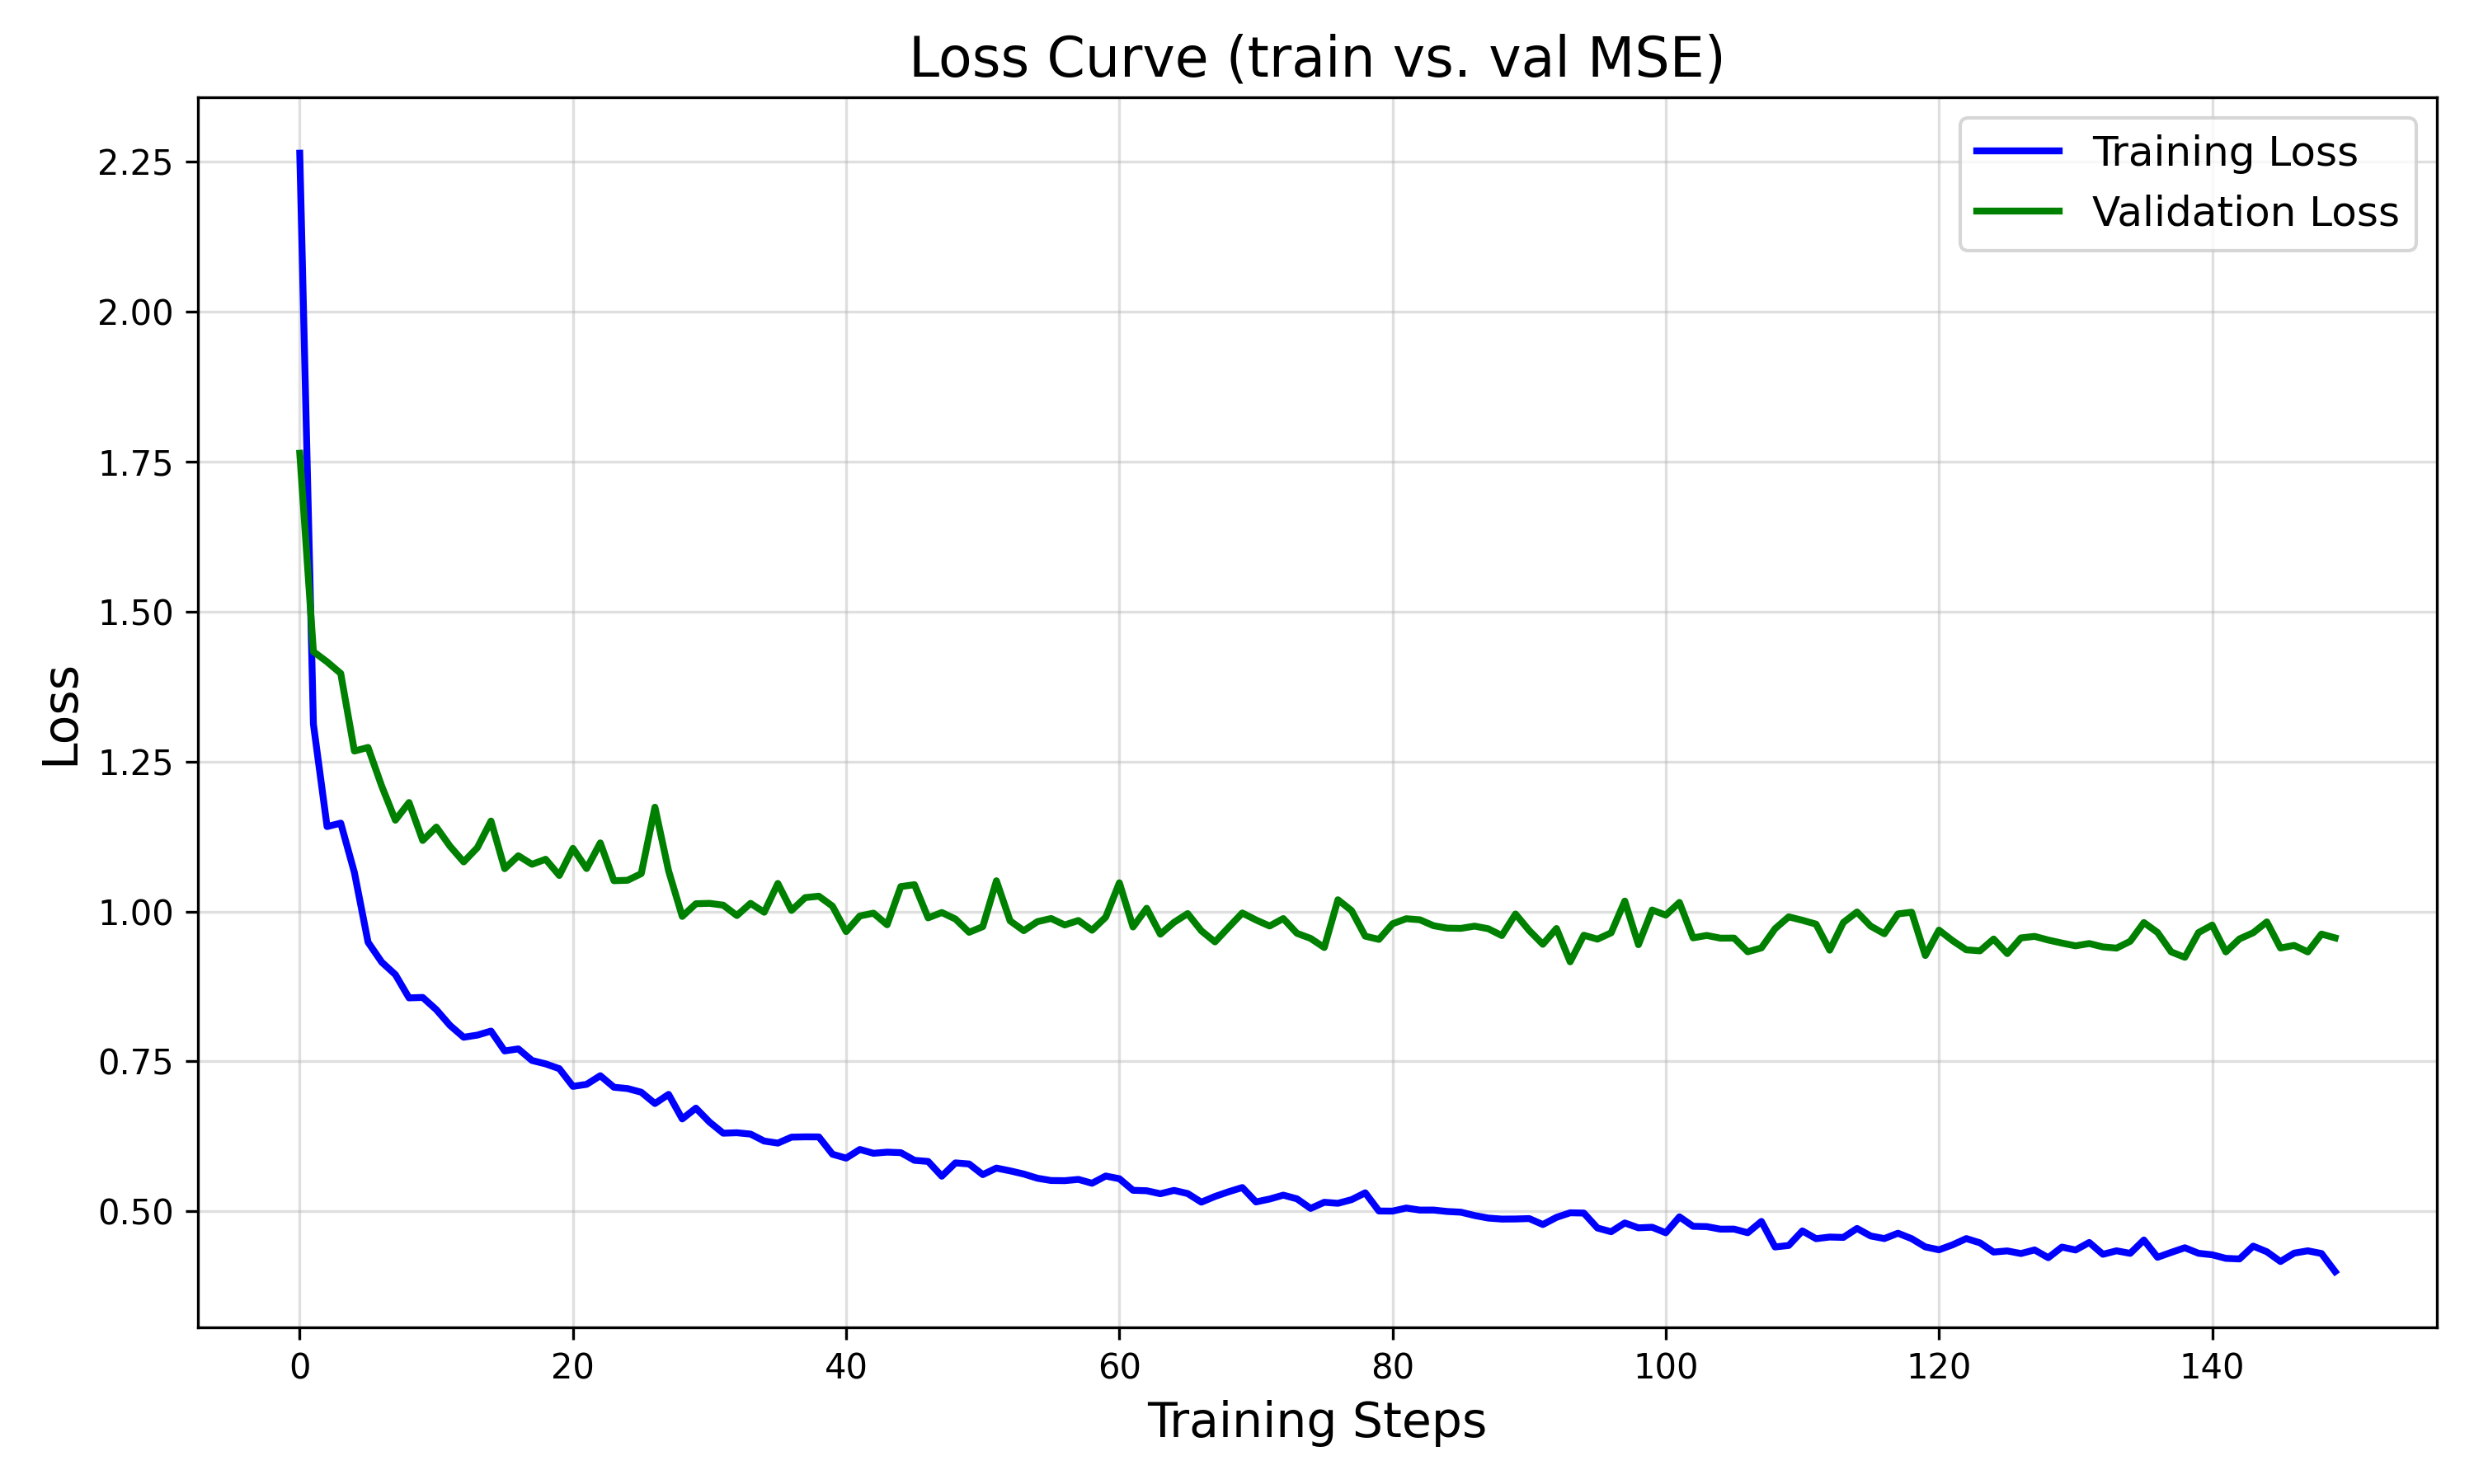 Loss Curve (train vs. val MSE)
Training Loss
Validation Loss
2.25
2.00
1.75
1.50
1.25
1.00
0.75
0.50
Loss
0 20 40 60 80 100 120 140
Training Steps